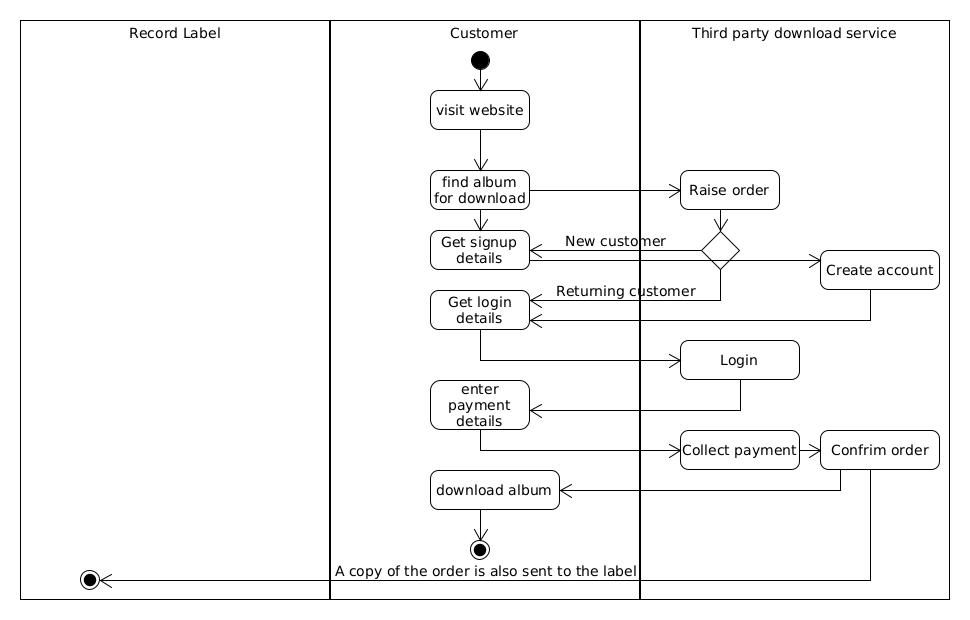 Record Label
Customer
Third party download service
visit website
find album
for download
Raise order
Get signup
details
New customer
Create account
Returning customer
Get login
details
Login
enter
payment
details
Collect payment
Confrim order
download album
A copy of the order is also sent to the label